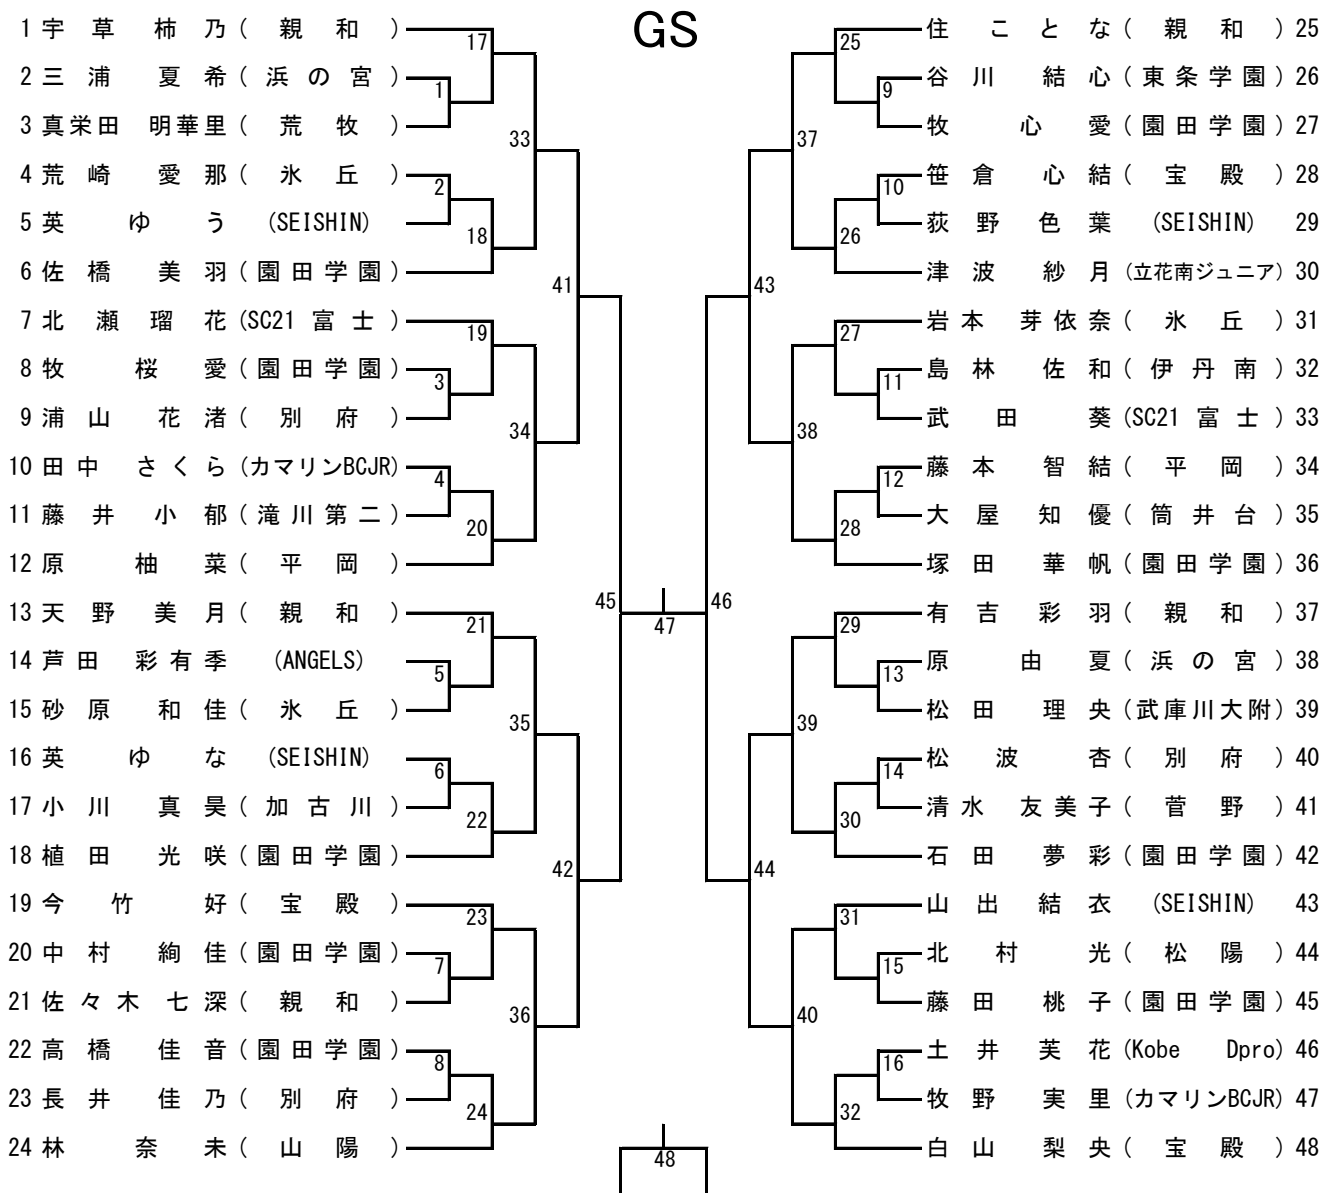 GS
1 宇草 柿乃 (親和)
2 三浦 夏希 (浜の宮)
3 真栄田 明華里 (荒牧)
4 荒崎 愛那 (氷丘)
5 英 ゆう (SEISHIN)
6 佐橋 美羽 (園田学園)
7 北瀬 瑠花 (SC21富士)
8 牧 桜愛 (園田学園)
9 浦山 花渚 (別府)
10 田中 さくら (カマリンBCJR)
11 藤井 小郁 (滝川第二)
12 原 柚菜 (平岡)
13 天野 美月 (親和)
14 芦田 彩有季 (ANGELS)
15 砂原 和佳 (氷丘)
16 英 ゆな (SEISHIN)
17 小川 真昊 (加古川)
18 植田 光咲 (園田学園)
19 今竹 好 (宝殿)
20 中村 絢佳 (園田学園)
21 佐々木 七深 (親和)
22 高橋 佳音 (園田学園)
23 長井 佳乃 (別府)
24 林 奈未 (山陽)
17
1
33
2
18
41
19
3
34
4
20
45
21
5
35
6
22
42
23
7
36
8
24
47
48
25
9
37
10
26
43
27
11
38
12
28
46
29
13
39
14
30
44
31
15
40
16
32
住 ことな (親和) 25
谷川 結心 (東条学園) 26
牧 心愛 (園田学園) 27
笹倉 心結 (宝殿) 28
荻野 色葉 (SEISHIN) 29
津波 紗月 (立花南ジュニア) 30
岩本 芽依奈 (氷丘) 31
島林 佐和 (伊丹南) 32
武田 葵 (SC21富士) 33
藤本 智結 (平岡) 34
大屋 知優 (筒井台) 35
塚田 華帆 (園田学園) 36
有吉 彩羽 (親和) 37
原 由夏 (浜の宮) 38
松田 理央 (武庫川大附) 39
松波 杏 (別府) 40
清水 友美子 (菅野) 41
石田 夢彩 (園田学園) 42
山出 結衣 (SEISHIN) 43
北村 光 (松陽) 44
藤田 桃子 (園田学園) 45
土井 芙花 (Kobe Dpro) 46
牧野 実里 (カマリンBCJR) 47
白山 梨央 (宝殿) 48